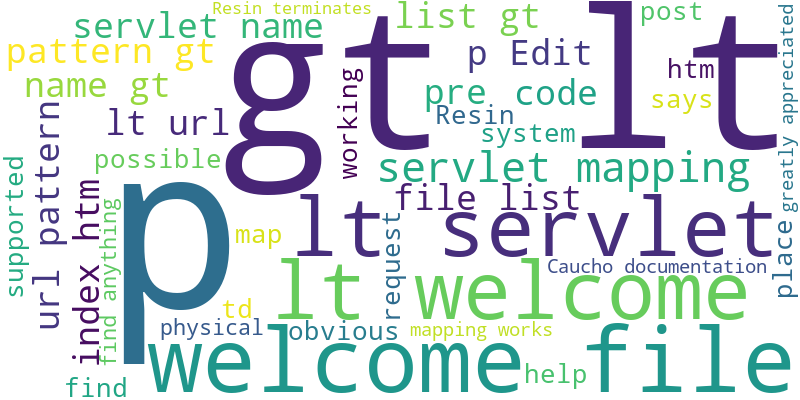 Resin terminates
servlet name
list gt
post
gt
lt
greatly appreciated
pattern gt
p Edit
htm
name gt
working
pre code
says
Resin
lt url
system
possible
servlet mapping
supported
url pattern
index htm
p
file list
lt servlet
place
find anything
map
request
Caucho documentation
lt welcome
td
physical
obvious
mapping works
welcome file
help
find